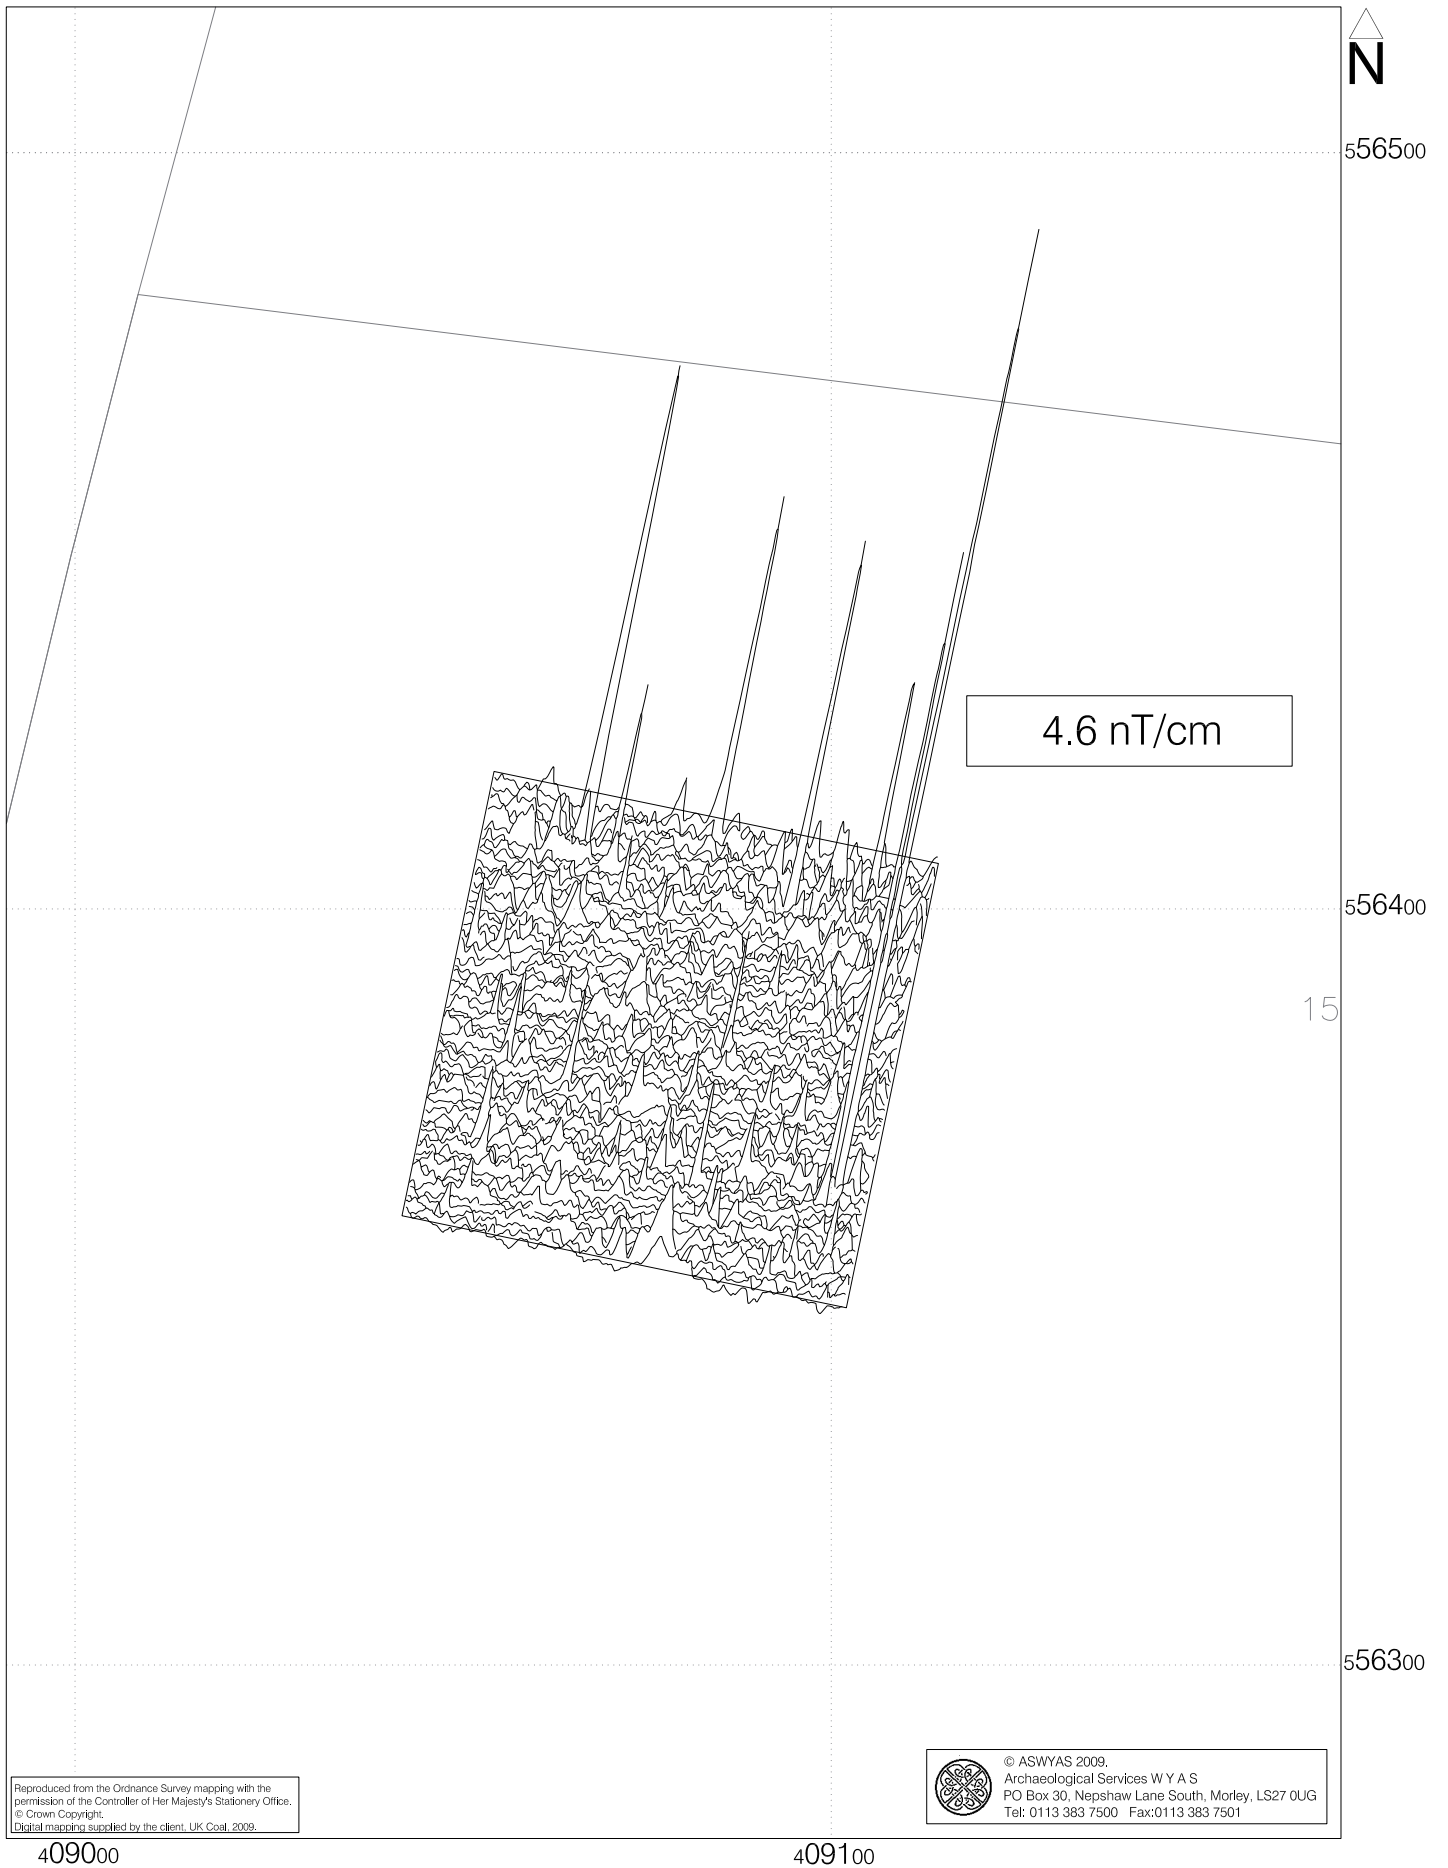 N
556500
4.6 nT/cm
556400
15
556300
© ASWYAS 2009.
Archaeological Services W Y A S
PO Box 30, Nepshaw Lane South, Morley, LS27 0UG
Tel: 0113 383 7500 Fax:0113 383 7501
Reproduced from the Ordnance Survey mapping with the
permission of the Controller of Her Majesty's Stationery Office.
© Crown Copyright.
Digital mapping supplied by the client, UK Coal, 2009.
409000
409100